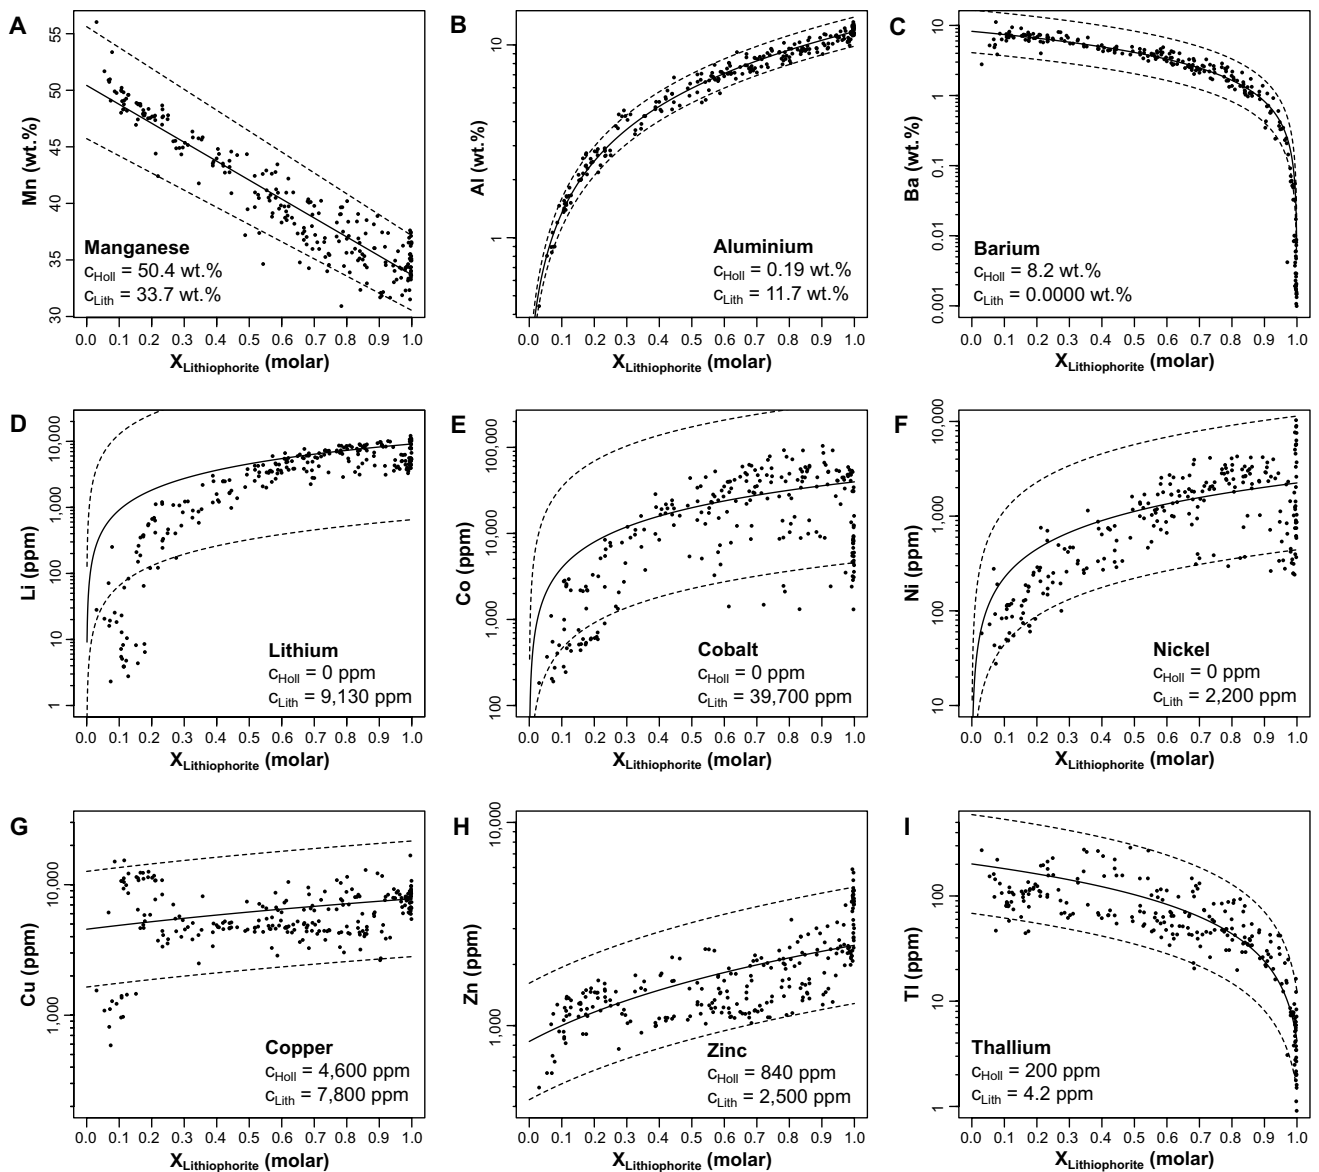 A
Mn (wt.%)
55
50
45
40
35
30
Manganese
cHoll = 50.4 wt.%
cLith = 33.7 wt.%
0.0 0.1 0.2 0.3 0.4 0.5 0.6 0.7 0.8 0.9 1.0
XLithiophorite (molar)
B
Al (wt.%)
10
1
Aluminium
cHoll = 0.19 wt.%
cLith = 11.7 wt.%
0.0 0.1 0.2 0.3 0.4 0.5 0.6 0.7 0.8 0.9 1.0
XLithiophorite (molar)
C
Ba (wt.%)
10
1
0.1
0.01
0.001
Barium
cHoll = 8.2 wt.%
cLith = 0.0000 wt.%
0.0 0.1 0.2 0.3 0.4 0.5 0.6 0.7 0.8 0.9 1.0
XLithiophorite (molar)
D
Li (ppm)
10,000
1,000
100
10
1
Lithium
cHoll = 0 ppm
cLith = 9,130 ppm
0.0 0.1 0.2 0.3 0.4 0.5 0.6 0.7 0.8 0.9 1.0
XLithiophorite (molar)
E
Co (ppm)
100,000
10,000
1,000
100
Cobalt
cHoll = 0 ppm
cLith = 39,700 ppm
0.0 0.1 0.2 0.3 0.4 0.5 0.6 0.7 0.8 0.9 1.0
XLithiophorite (molar)
F
Ni (ppm)
10,000
1,000
100
10
Nickel
cHoll = 0 ppm
cLith = 2,200 ppm
0.0 0.1 0.2 0.3 0.4 0.5 0.6 0.7 0.8 0.9 1.0
XLithiophorite (molar)
G
Cu (ppm)
10,000
1,000
Copper
cHoll = 4,600 ppm
cLith = 7,800 ppm
0.0 0.1 0.2 0.3 0.4 0.5 0.6 0.7 0.8 0.9 1.0
XLithiophorite (molar)
H
Zn (ppm)
10,000
1,000
Zinc
cHoll = 840 ppm
cLith = 2,500 ppm
0.0 0.1 0.2 0.3 0.4 0.5 0.6 0.7 0.8 0.9 1.0
XLithiophorite (molar)
I
Tl (ppm)
100
10
1
Thallium
cHoll = 200 ppm
cLith = 4.2 ppm
0.0 0.1 0.2 0.3 0.4 0.5 0.6 0.7 0.8 0.9 1.0
XLithiophorite (molar)